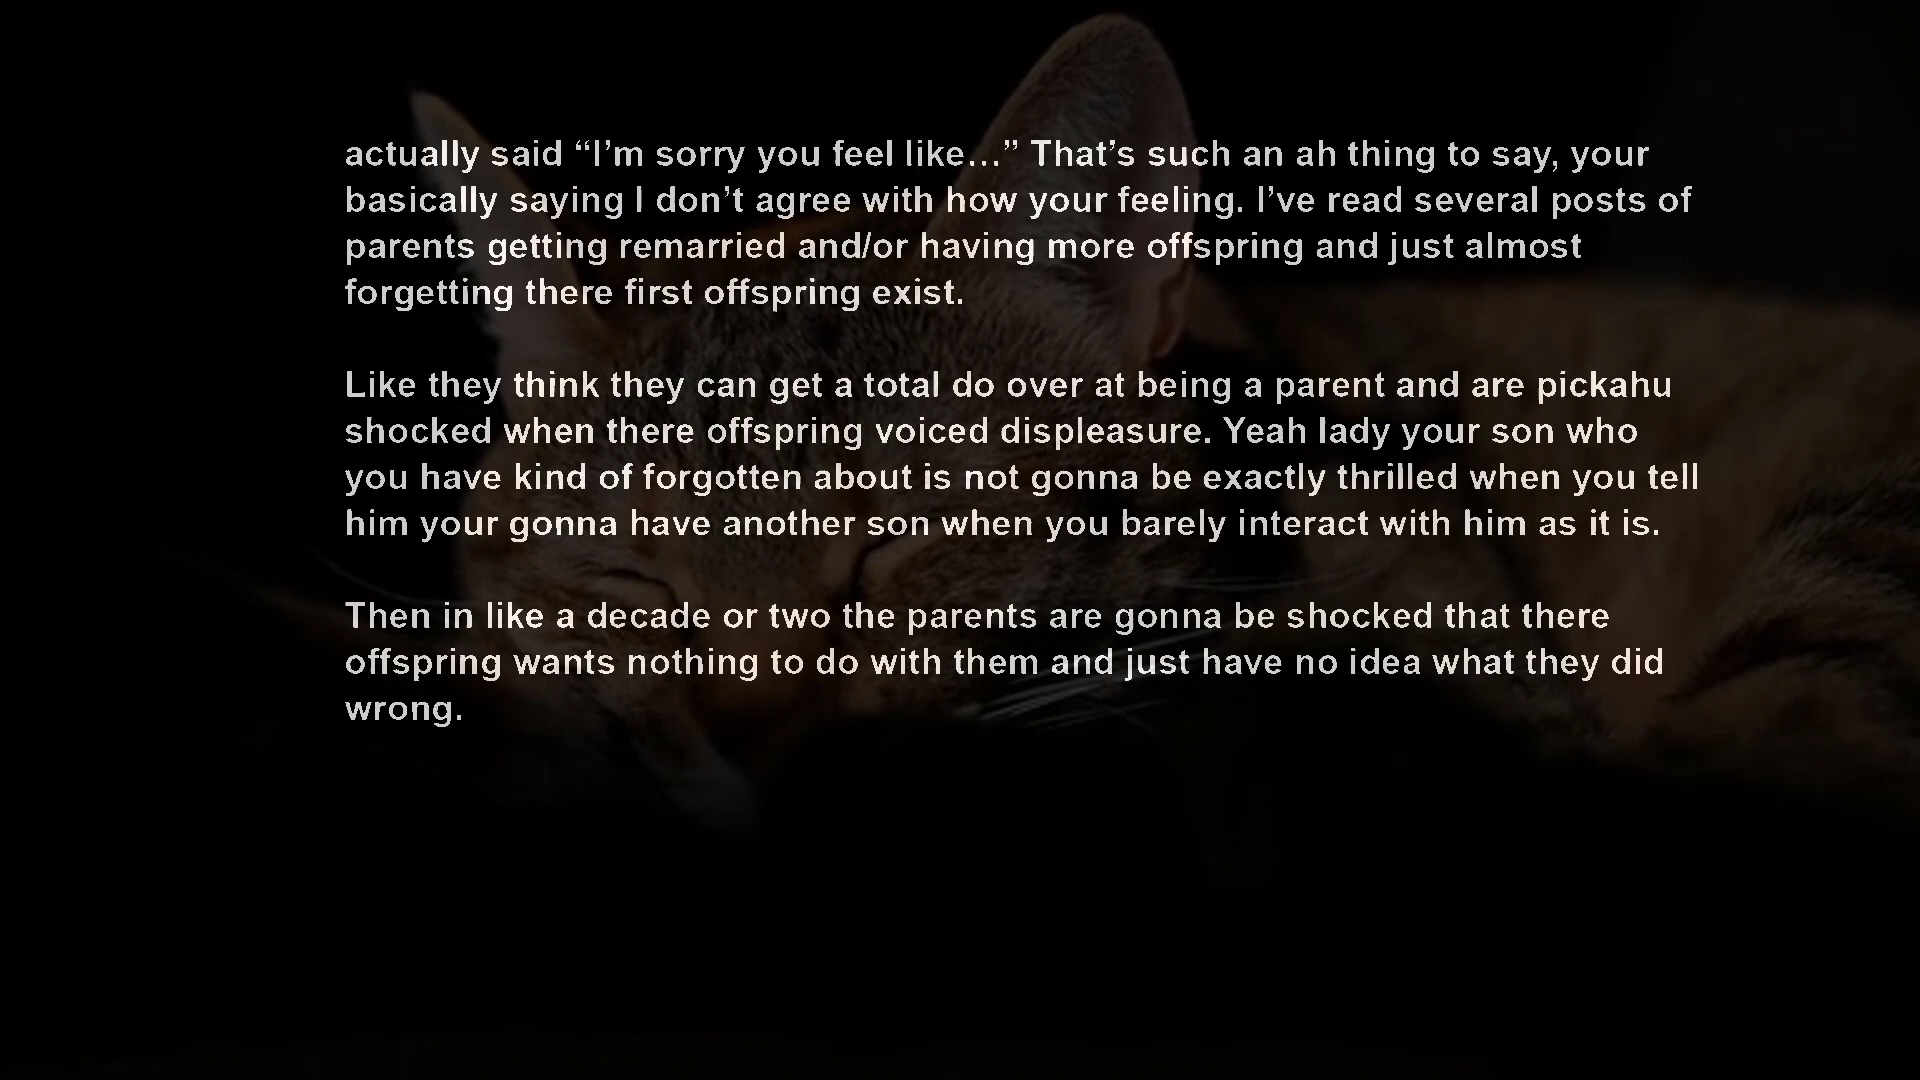 actually said “I’m sorry you feel like…” That’s such an ah thing to say, your
basically saying I don’t agree with how your feeling. I’ve read several posts of
parents getting remarried and/or having more offspring and just almost
forgetting there first offspring exist.
Like they think they can get a total do over at being a parent and are pickahu
shocked when there offspring voiced displeasure. Yeah lady your son who
you have kind of forgotten about is not gonna be exactly thrilled when you tell
him your gonna have another son when you barely interact with him as it is.
Then in like a decade or two the parents are gonna be shocked that there
offspring wants nothing to do with them and just have no idea what they did
wrong.